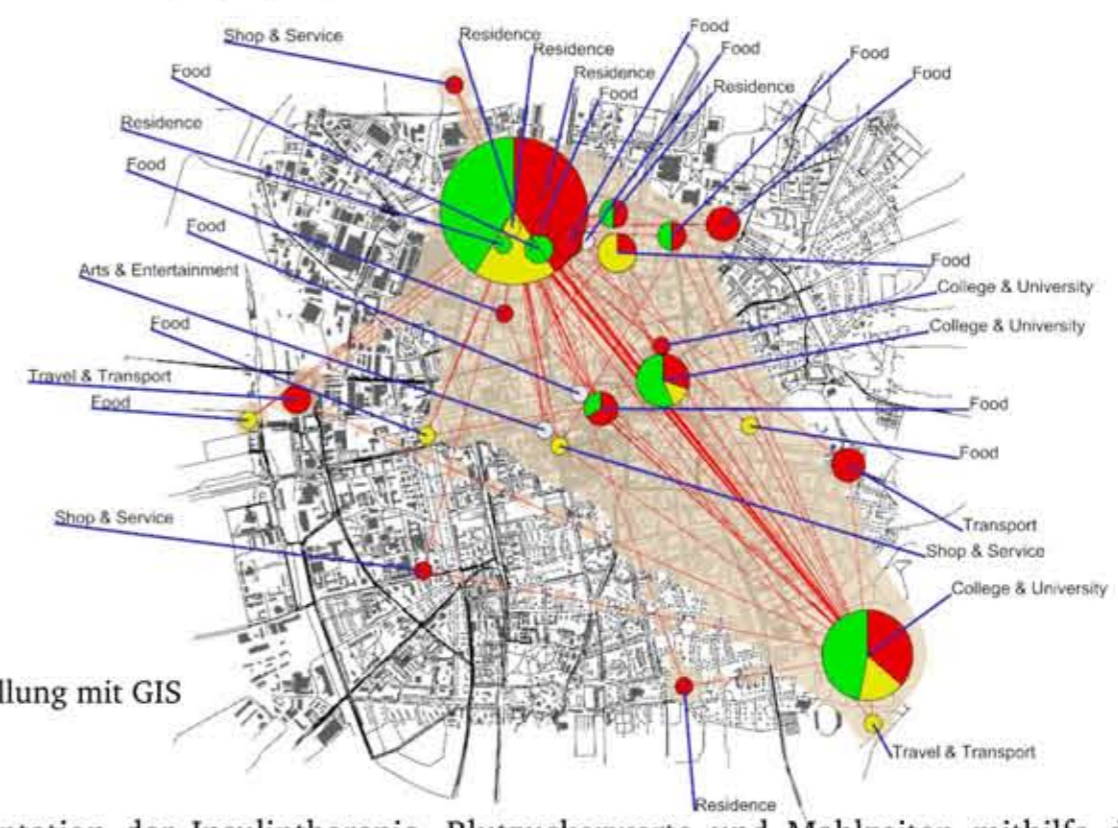 Food
Shop & Service
Residence
Residence
Food
Food
Food
Residence
Food
Food
Residence
Residence
Food
Food
Food
Arts & Entertainment
College & University
Food
College & University
Travel & Transport
Food
Food
Food
Shop & Service
Transport
Shop & Service
College & University
llung mit GIS
Travel & Transport
Residence
ntation der Insulintherapie, Blutzuckerwerte und Mahlzeiten mithilfe